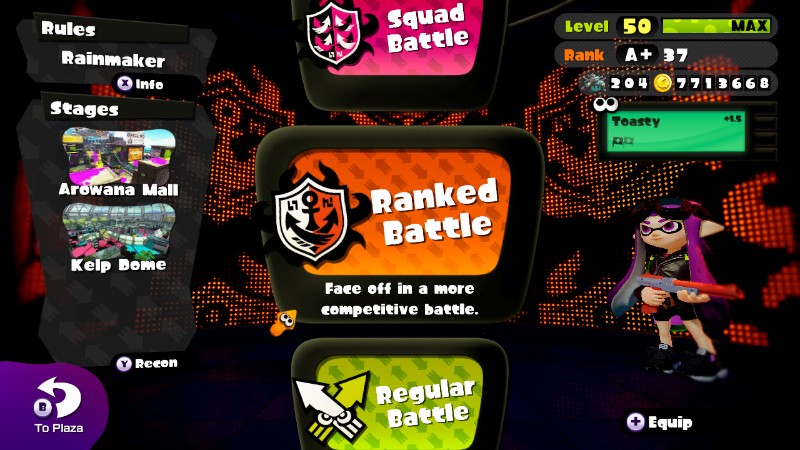 Rules
Rainmaker
X Info
Stages
Arowana Mall
Kelp Dome
Y Recon
B
To Plaza
Squad
Battle
Ranked
Battle
Face off in a more
competitive battle.
Regular
Battle
Level 50 MAX
Rank A+ 37
204 7713668
Toasty +1.5
+ Equip